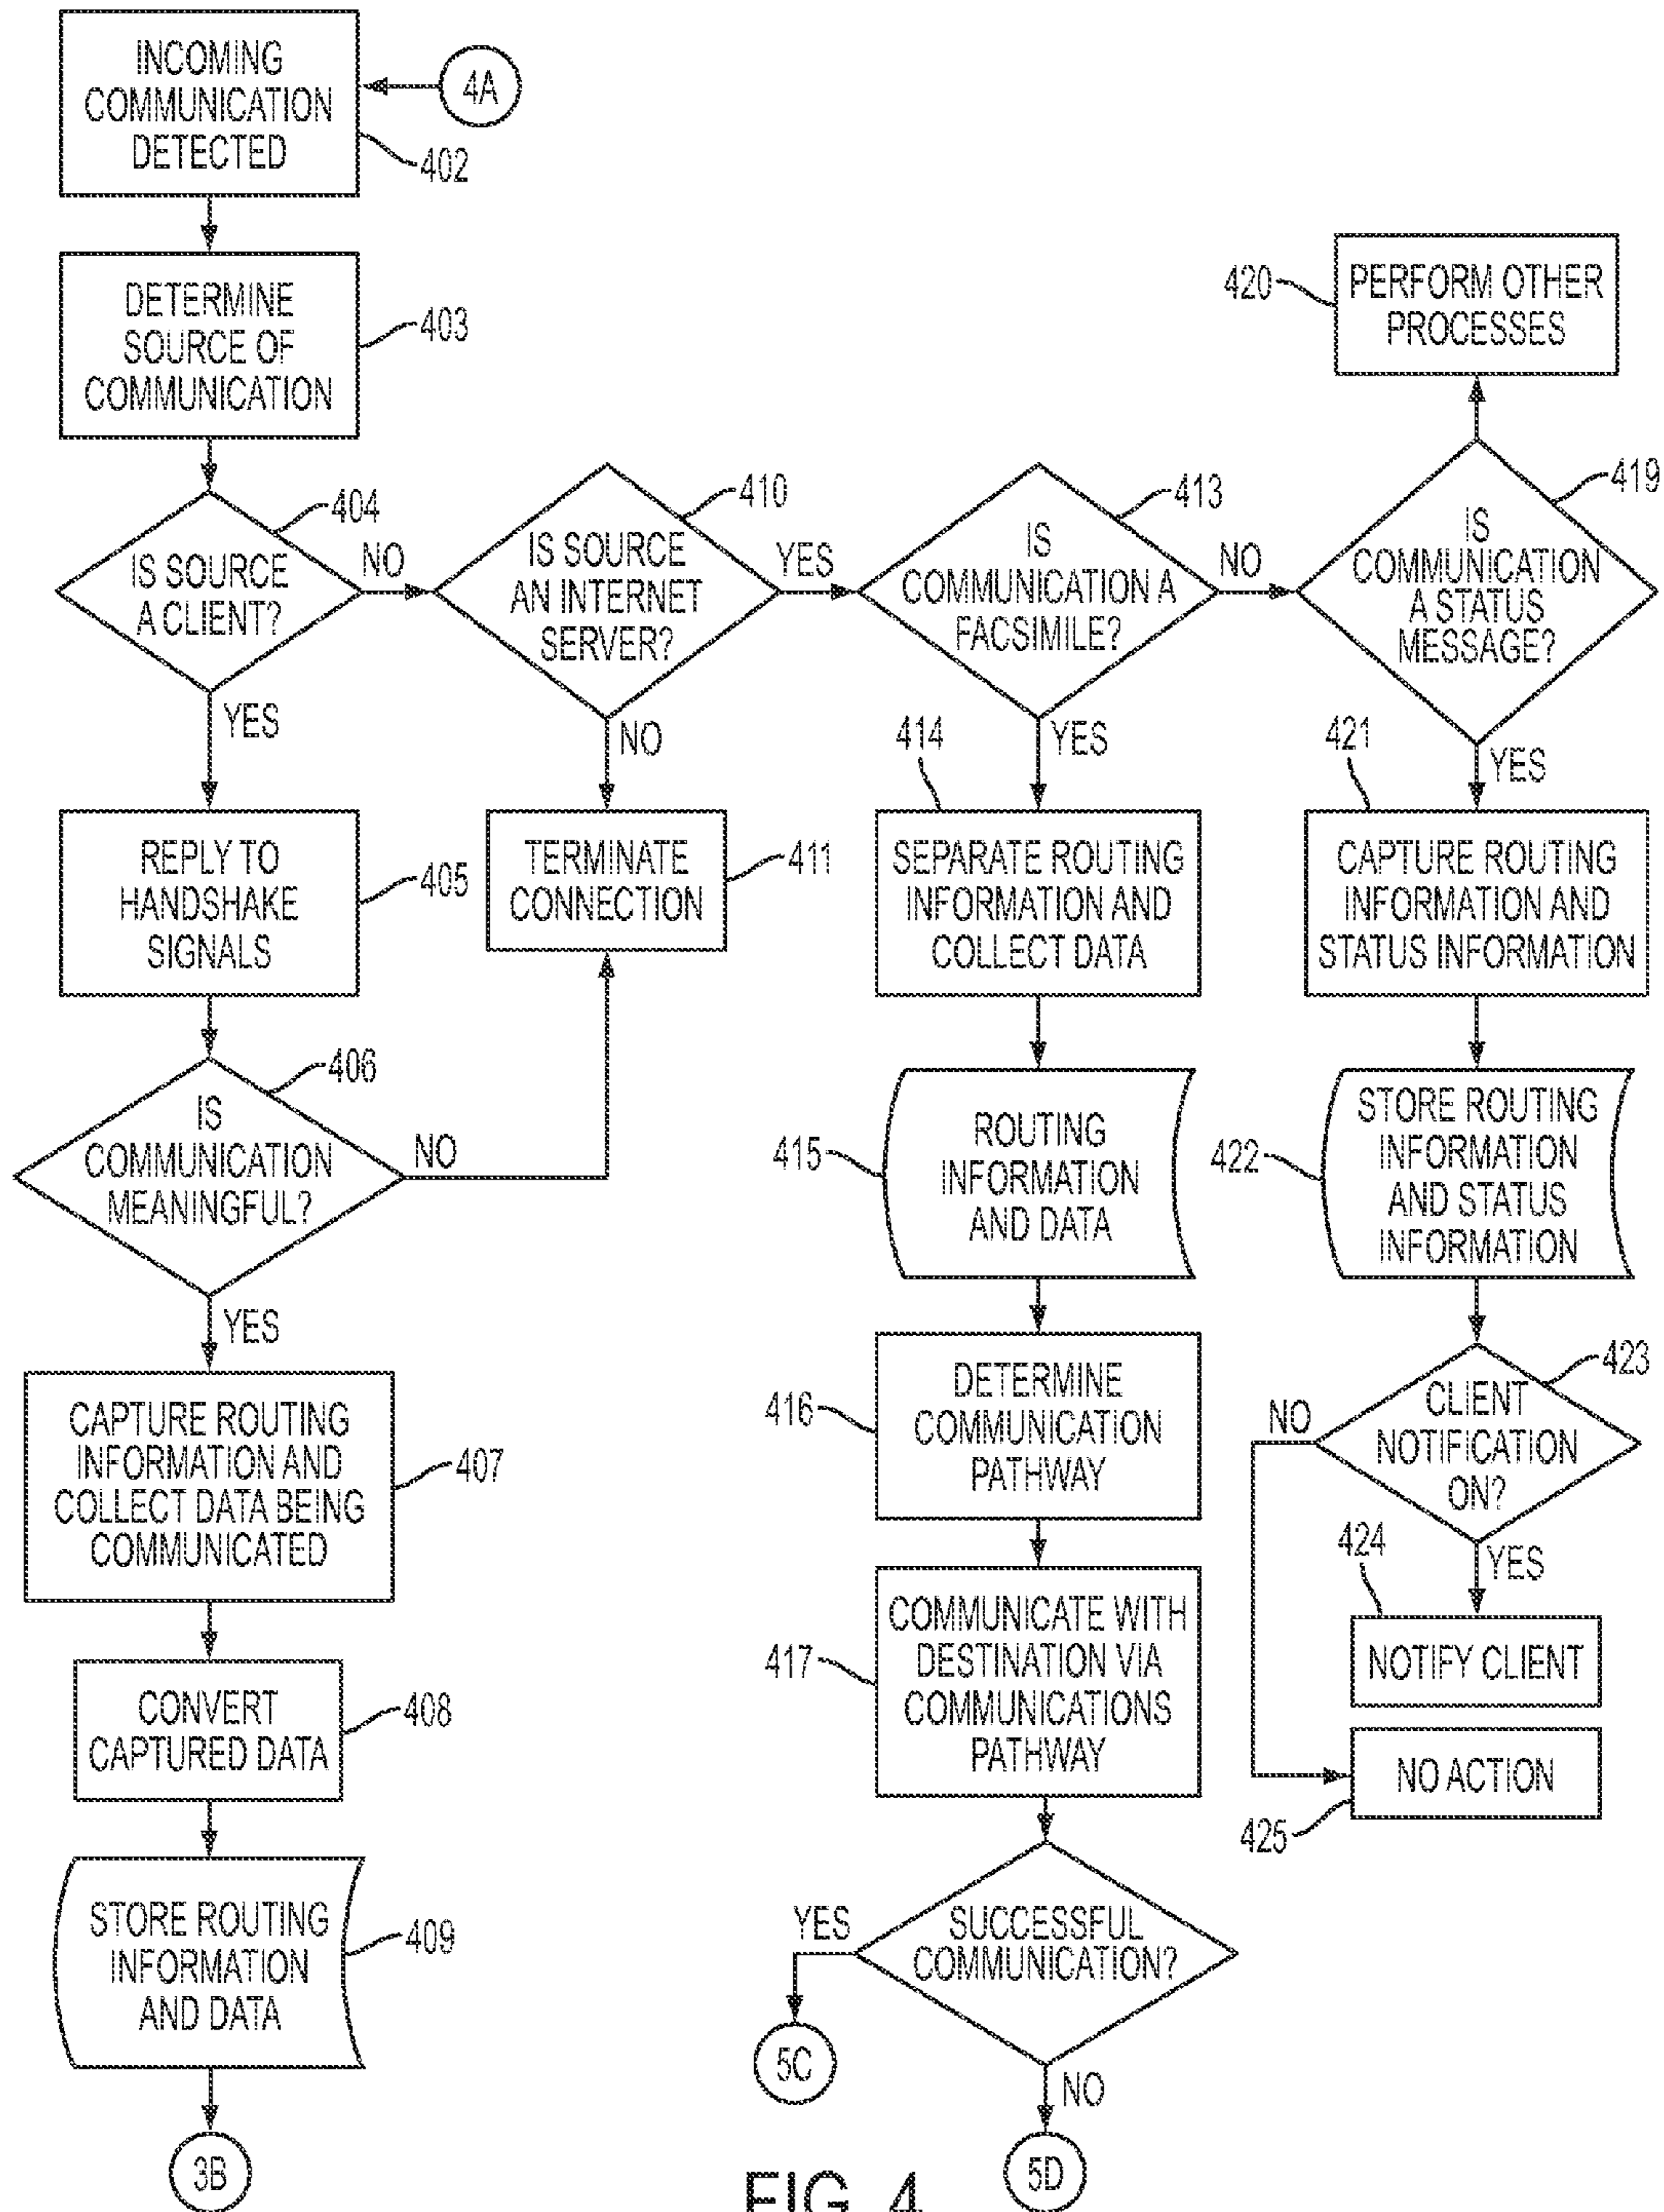 INCOMING
COMMUNICATION
DETECTED
4A
402
DETERMINE
SOURCE OF
COMMUNICATION
403
IS SOURCE
A CLIENT?
404
NO
YES
REPLY TO
HANDSHAKE
SIGNALS
405
IS
COMMUNICATION
MEANINGFUL?
406
NO
YES
CAPTURE ROUTING
INFORMATION AND
COLLECT DATA BEING
COMMUNICATED
407
CONVERT
CAPTURED DATA
408
STORE ROUTING
INFORMATION
AND DATA
409
3B
IS SOURCE
AN INTERNET
SERVER?
410
YES
NO
TERMINATE
CONNECTION
411
IS
COMMUNICATION A
FACSIMILE?
413
NO
YES
414
SEPARATE ROUTING
INFORMATION AND
COLLECT DATA
415
ROUTING
INFORMATION
AND DATA
416
DETERMINE
COMMUNICATION
PATHWAY
417
COMMUNICATE WITH
DESTINATION VIA
COMMUNICATIONS
PATHWAY
SUCCESSFUL
COMMUNICATION?
YES
5C
NO
5D
420
PERFORM OTHER
PROCESSES
419
IS
COMMUNICATION
A STATUS
MESSAGE?
YES
421
CAPTURE ROUTING
INFORMATION AND
STATUS INFORMATION
422
STORE ROUTING
INFORMATION
AND STATUS
INFORMATION
423
CLIENT
NOTIFICATION
ON?
NO
YES
424
NOTIFY CLIENT
NO ACTION
425
FIG. 4